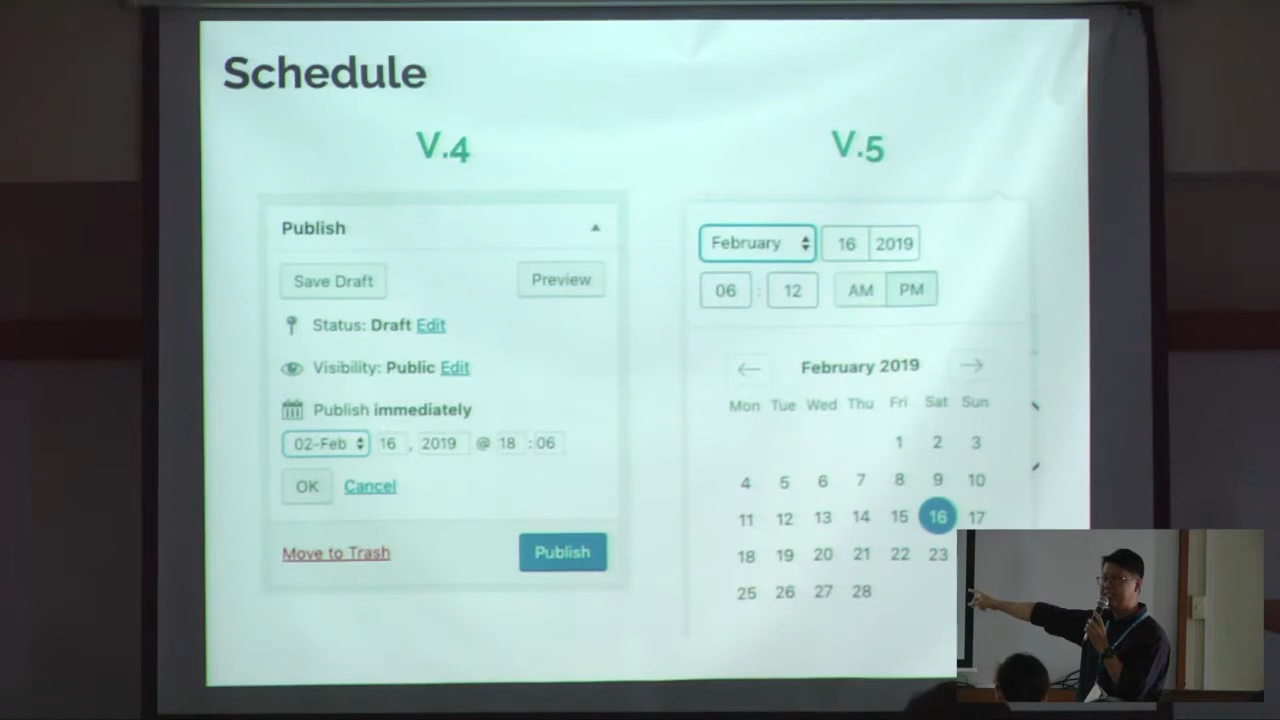 Schedule
V.4
Publish
Save Draft Preview
Status: Draft Edit
Visibility: Public Edit
Publish immediately
02-Feb 16 , 2019 @ 18 : 06
OK Cancel
Move to Trash Publish
V.5
February 16 2019
06 : 12 AM PM
← February 2019 →
Mon Tue Wed Thu Fri Sat Sun
1 2 3
4 5 6 7 8 9 10
11 12 13 14 15 16 17
18 19 20 21 22 23
25 26 27 28